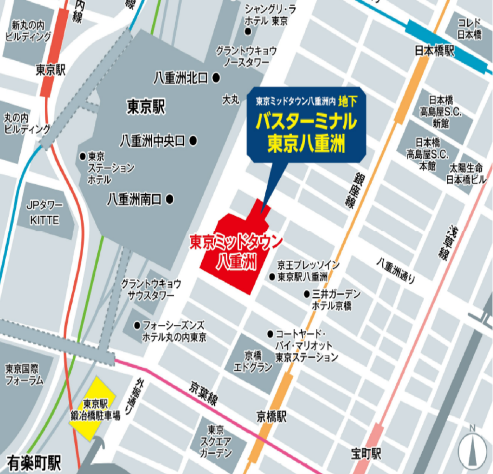 シャングリ・ラ
ホテル 東京
コレド
日本橋
新丸の内
ビルディング
丸ノ内線
グラントウキョウ
ノースタワー
日本橋駅
東京駅
八重洲北口
大丸
東京駅
東京ミッドタウン八重洲内 地下
バスターミナル
東京八重洲
日本橋
高島屋S.C.
新館
丸の内
ビルディング
八重洲中央口
日本橋
高島屋S.C.
本館
太陽生命
日本橋ビル
東京
ステーション
ホテル
銀座線
JPタワー
KITTE
八重洲南口
浅草線
東京ミッドタウン
八重洲
京王プレッソイン
東京駅八重洲
八重洲通り
グラントウキョウ
サウスタワー
三井ガーデン
ホテル京橋
フォーシーズンズ
ホテル丸の内東京
コートヤード・
バイ・マリオット
東京ステーション
京橋
エドグラン
東京国際
フォーラム
外堀通り
京葉線
東京駅
鍛冶橋駐車場
京橋駅
東京
スクエア
ガーデン
宝町駅
有楽町駅
N